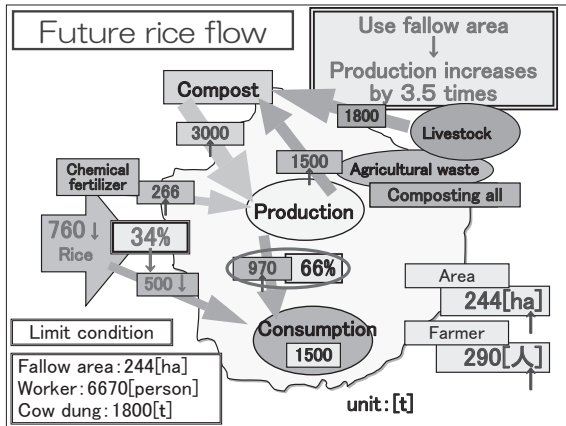 Future rice flow
Use fallow area
↓
Production increases
by 3.5 times
Compost
3000
↑
1800
Livestock
1500
↑
Agricultural waste
Composting all
Chemical
fertilizer
266
↑
Production
760↓
Rice
34%
↓
500↓
970
↑
66%
Consumption
1500
Area
244[ha]
↑
Farmer
290[人]
↑
Limit condition
Fallow area:244[ha]
Worker:6670[person]
Cow dung:1800[t]
unit:[t]